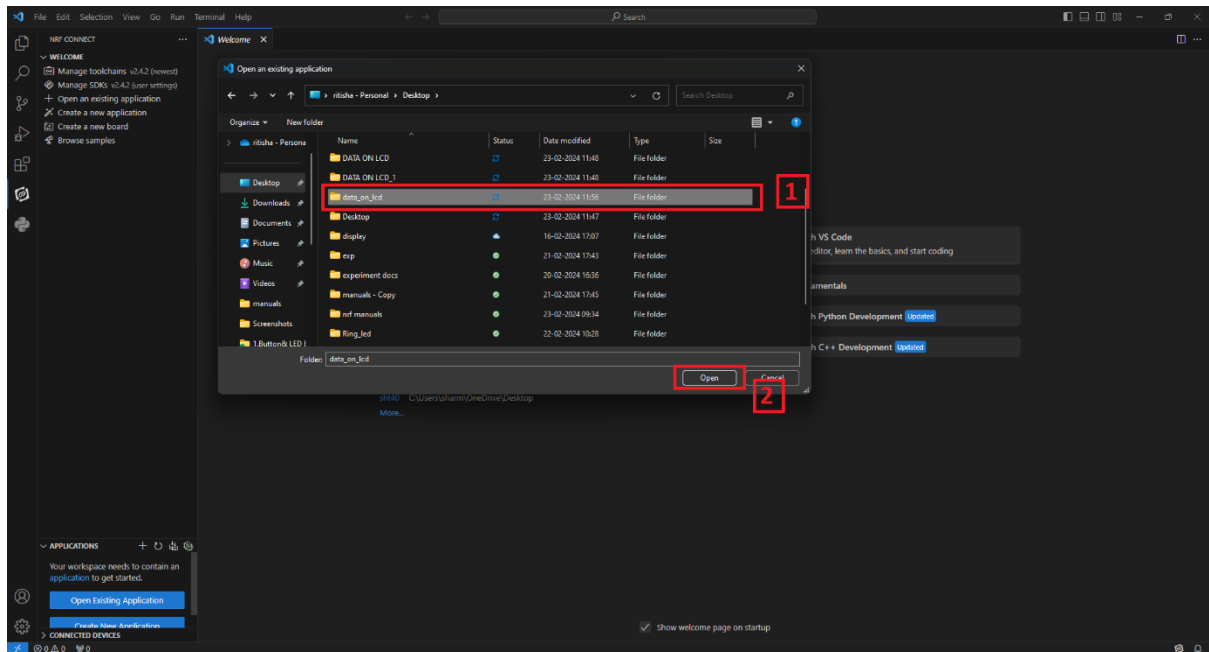 File Edit Selection View Go Run Terminal Help
Search
NRF CONNECT ...
Welcome
WELCOME
Manage toolchains v2.4.2 (newest)
Manage SDKs v2.4.2 (user settings)
Open an existing application
Create a new application
Create a new board
Browse samples
Open an existing application
ritisha - Personal > Desktop >
Search Desktop
Organize
New folder
ritisha - Persona
Desktop
Downloads
Documents
Pictures
Music
Videos
manuals
Screenshots
1.Button& LED I
Name Status Date modified Type Size
DATA ON LCD 23-02-2024 11:48 File folder
DATA ON LCD_1 23-02-2024 11:48 File folder
data_on_lcd 23-02-2024 11:56 File folder
1
Desktop 23-02-2024 11:47 File folder
display 16-02-2024 17:07 File folder
exp 21-02-2024 17:43 File folder
experiment docs 20-02-2024 16:36 File folder
manuals - Copy 21-02-2024 17:45 File folder
nrf manuals 23-02-2024 09:34 File folder
Ring_led 22-02-2024 10:28 File folder
Folder: data_on_lcd
Open
Cancel
2
h VS Code
editor, learn the basics, and start coding
amentals
h Python Development Updated
h C++ Development Updated
sht40 C:\Users\sharm\OneDrive\Desktop
More...
APPLICATIONS
Your workspace needs to contain an
application to get started.
Open Existing Application
Create New Application
CONNECTED DEVICES
Show welcome page on startup
0 0 0